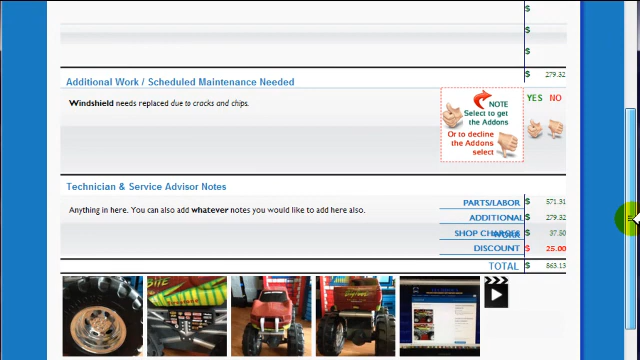 $
$
$
$ 279.32
Additional Work / Scheduled Maintenance Needed
Windshield needs replaced due to cracks and chips.
NOTE
Select to get
the Addons
Or to decline
the Addons
select
YES NO
Technician & Service Advisor Notes
Anything in here. You can also add whatever notes you would like to add here also.
PARTS/LABOR $ 571.31
ADDITIONAL WORK $ 279.32
SHOP CHARGES $ 37.50
DISCOUNT $ 25.00
TOTAL $ 863.13